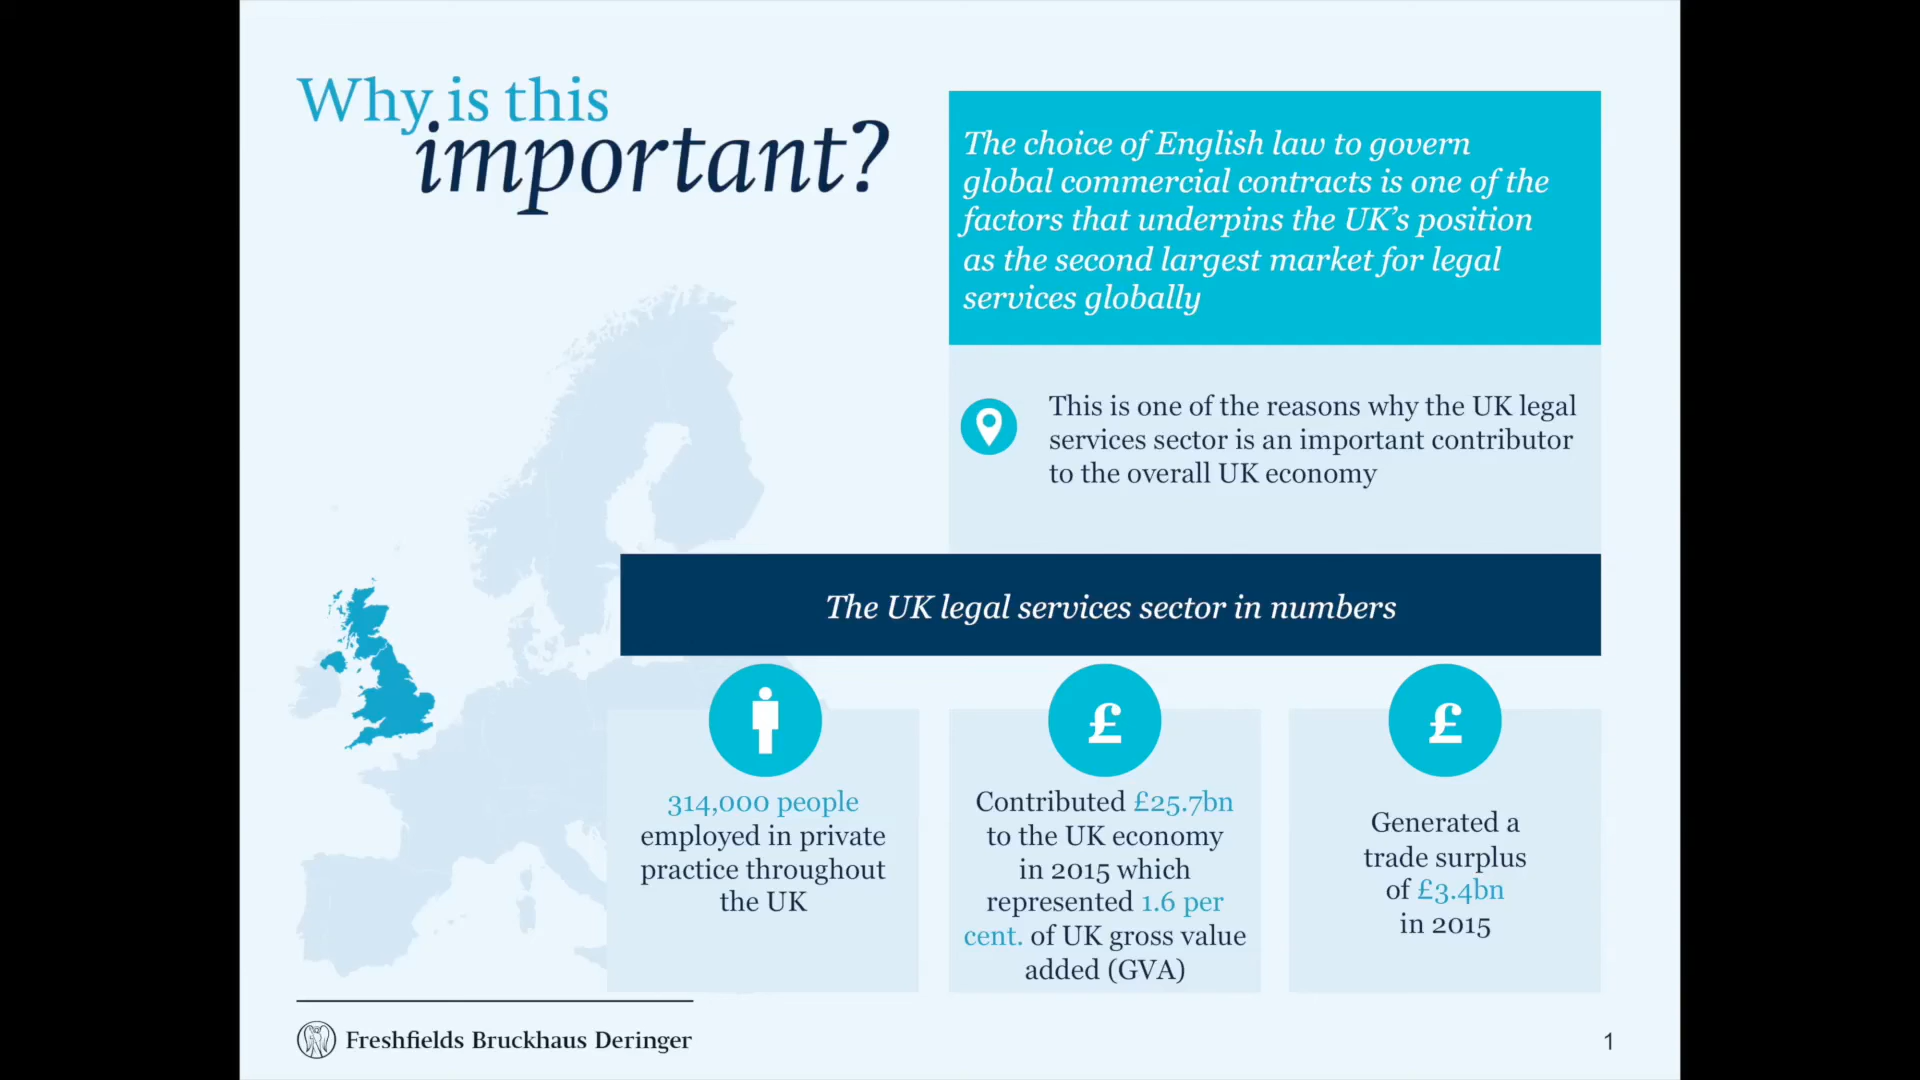 Why is this
important?
The choice of English law to govern
global commercial contracts is one of the
factors that underpins the UK’s position
as the second largest market for legal
services globally
This is one of the reasons why the UK legal
services sector is an important contributor
to the overall UK economy
The UK legal services sector in numbers
314,000 people
employed in private
practice throughout
the UK
£
Contributed £25.7bn
to the UK economy
in 2015 which
represented 1.6 per
cent. of UK gross value
added (GVA)
£
Generated a
trade surplus
of £3.4bn
in 2015
Freshfields Bruckhaus Deringer
1